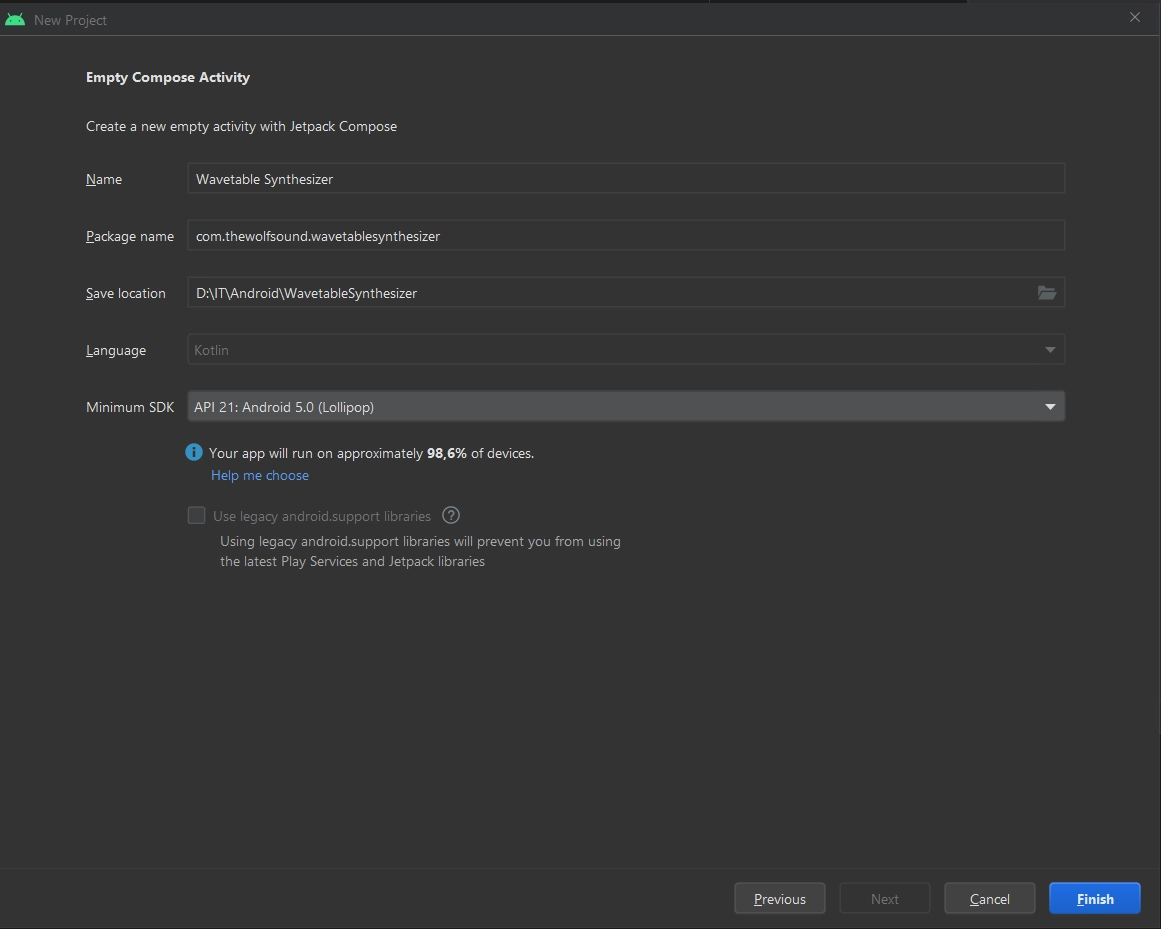 New Project
Empty Compose Activity
Create a new empty activity with Jetpack Compose
Name
Wavetable Synthesizer
Package name
com.thewolfsound.wavetablesynthesizer
Save location
D:\IT\Android\WavetableSynthesizer
Language
Kotlin
Minimum SDK
API 21: Android 5.0 (Lollipop)
Your app will run on approximately 98,6% of devices.
Help me choose
Use legacy android.support libraries
Using legacy android.support libraries will prevent you from using
the latest Play Services and Jetpack libraries
Previous
Next
Cancel
Finish